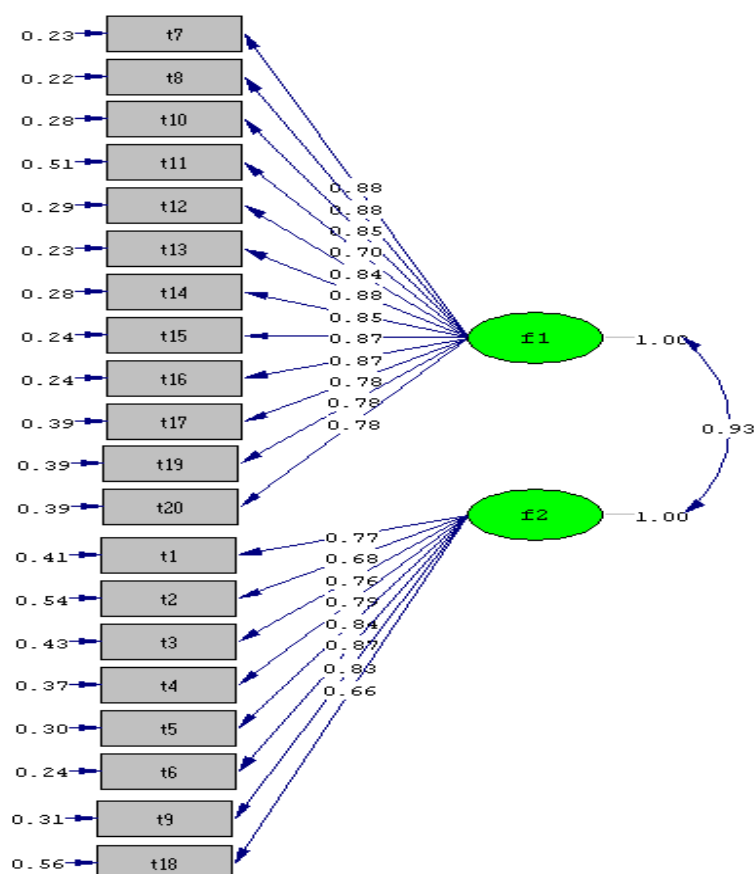 0.23 t7
0.22 t8
0.28 t10
0.51 t11
0.29 t12
0.23 t13
0.28 t14
0.24 t15
0.24 t16
0.39 t17
0.39 t19
0.39 t20
0.41 t1
0.54 t2
0.43 t3
0.37 t4
0.30 t5
0.24 t6
0.31 t9
0.56 t18
0.88
0.88
0.85
0.70
0.84
0.88
0.85
0.87
0.87
0.78
0.78
0.78
0.77
0.68
0.76
0.79
0.84
0.87
0.83
0.66
f1 1.00
0.93
f2 1.00